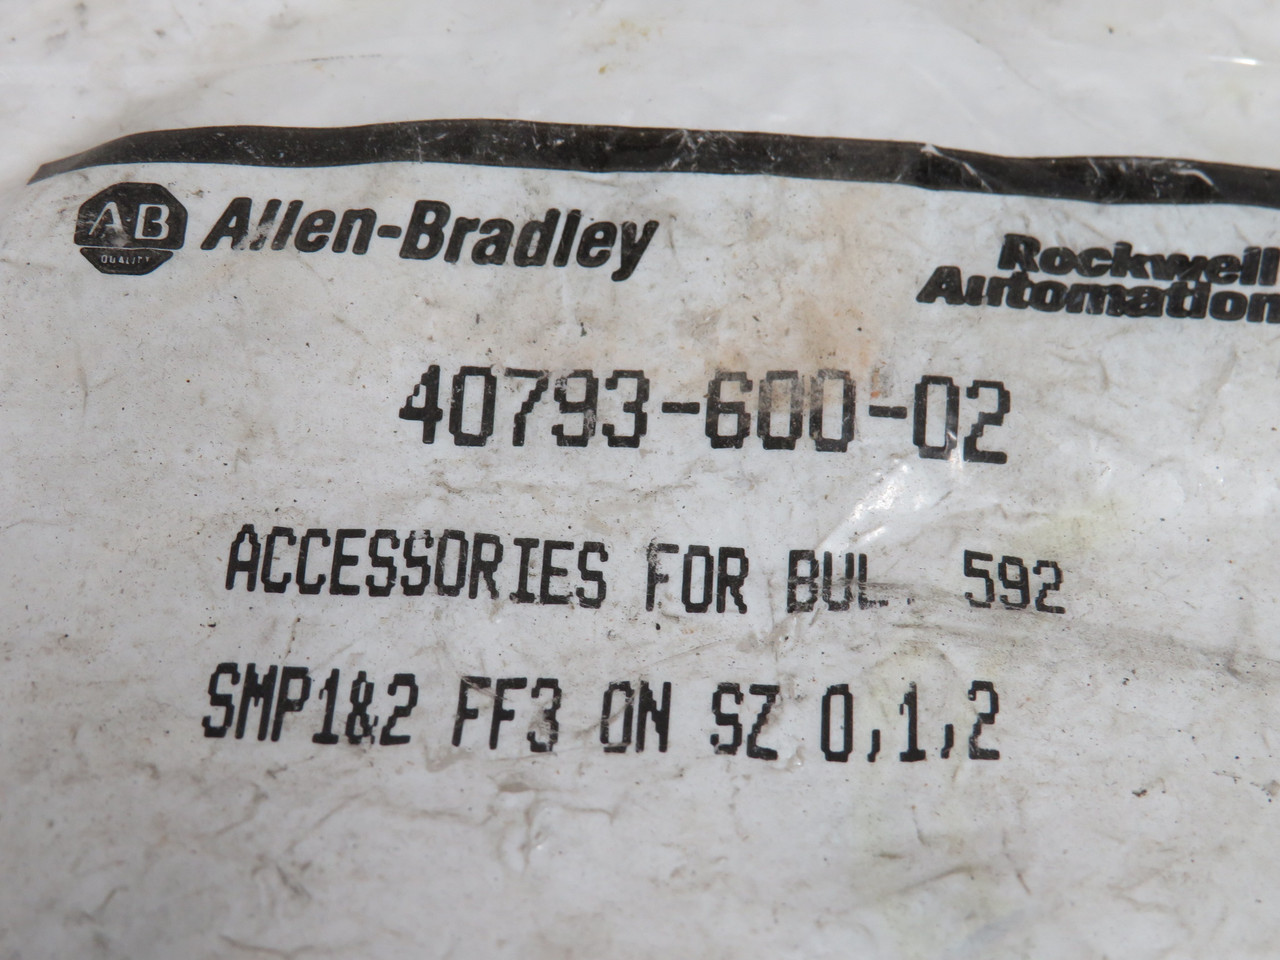 AB QUALITY Allen-Bradley
Rockwell
Automation
40793-600-02
ACCESSORIES FOR BUL. 592
SMP1&2 FF3 ON SZ 0,1,2